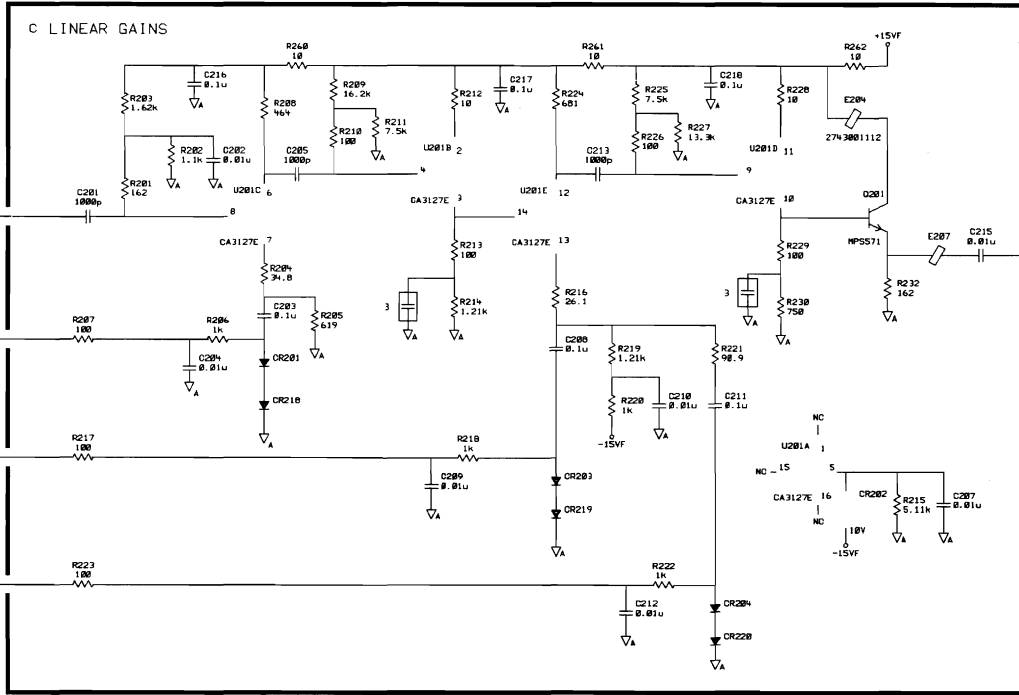 C LINEAR GAINS
+15VF
R260
10
R261
10
R262
10
C216
0.1u
A
R203
1.62k
R208
464
R209
16.2k
R212
10
C217
0.1u
A
R224
681
R225
7.5k
C218
0.1u
A
R228
10
E204
2743001112
R202
1.1k
A
C202
0.01u
A
R210
100
R211
7.5k
A
R226
100
R227
13.3k
A
C205
1000p
U201B
2
4
C213
1000p
U201D
11
9
R201
162
U201C
6
8
U201E
12
14
C201
1000p
CA3127E
3
CA3127E
10
Q201
MPS571
CA3127E
7
CA3127E
13
R213
100
R229
100
E207
C215
0.01u
R204
34.8
3
A
R214
1.21k
A
R216
26.1
3
A
R230
750
A
R232
162
A
C203
0.1u
R205
619
A
R207
100
R206
1k
C204
0.01u
A
CR201
CR218
A
C208
0.1u
R219
1.21k
R221
90.9
R220
1k
-15VF
C210
0.01u
A
C211
0.1u
R217
100
R218
1k
C209
0.01u
A
CR203
CR219
A
NC
U201A
1
NC
15
5
CA3127E
16
NC
CR202
10V
-15VF
R215
5.11k
A
C207
0.01u
A
R223
100
R222
1k
C212
0.01u
A
CR204
CR220
A